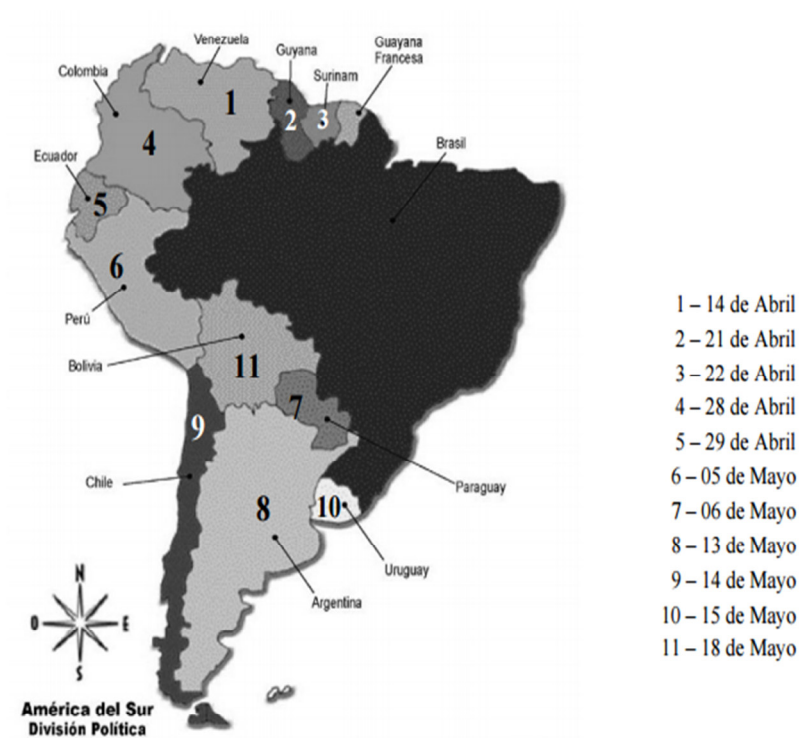 Venezuela
Guyana
Guayana
Francesa
Surinam
Colombia
1
2
3
4
Brasil
Ecuador
5
6
Perú
Bolivia
11
7
9
Chile
Paraguay
8
10
Uruguay
Argentina
N
O
E
S
América del Sur
División Política
1 – 14 de Abril
2 – 21 de Abril
3 – 22 de Abril
4 – 28 de Abril
5 – 29 de Abril
6 – 05 de Mayo
7 – 06 de Mayo
8 – 13 de Mayo
9 – 14 de Mayo
10 – 15 de Mayo
11 – 18 de Mayo